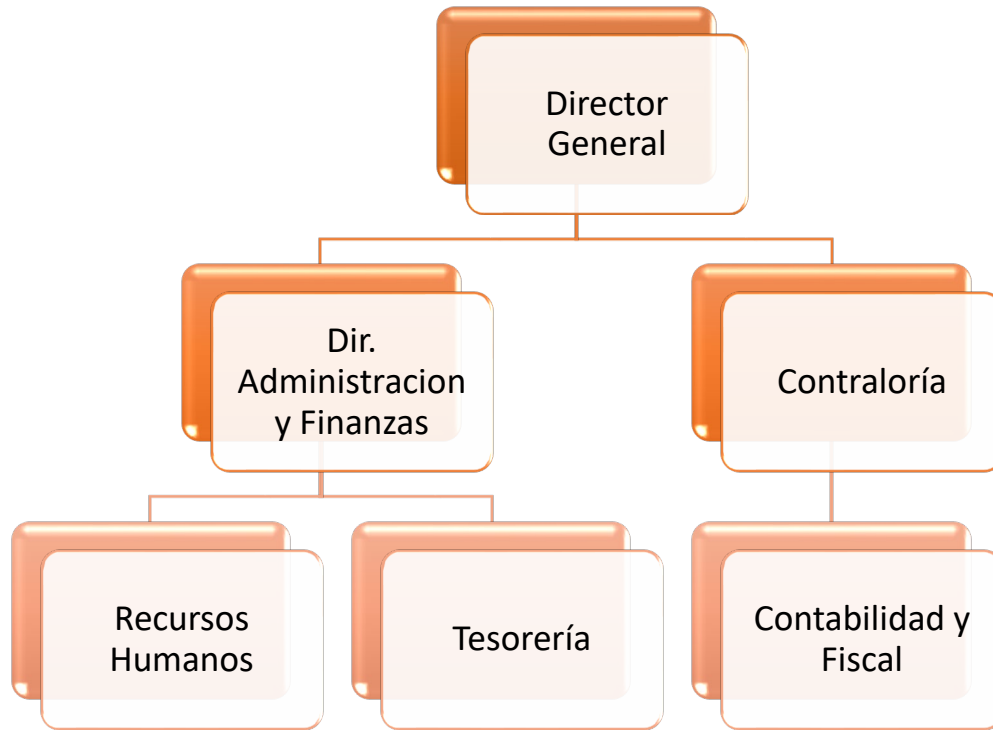 Director
General
Dir.
Administracion
y Finanzas
Contraloría
Recursos
Humanos
Tesorería
Contabilidad y
Fiscal